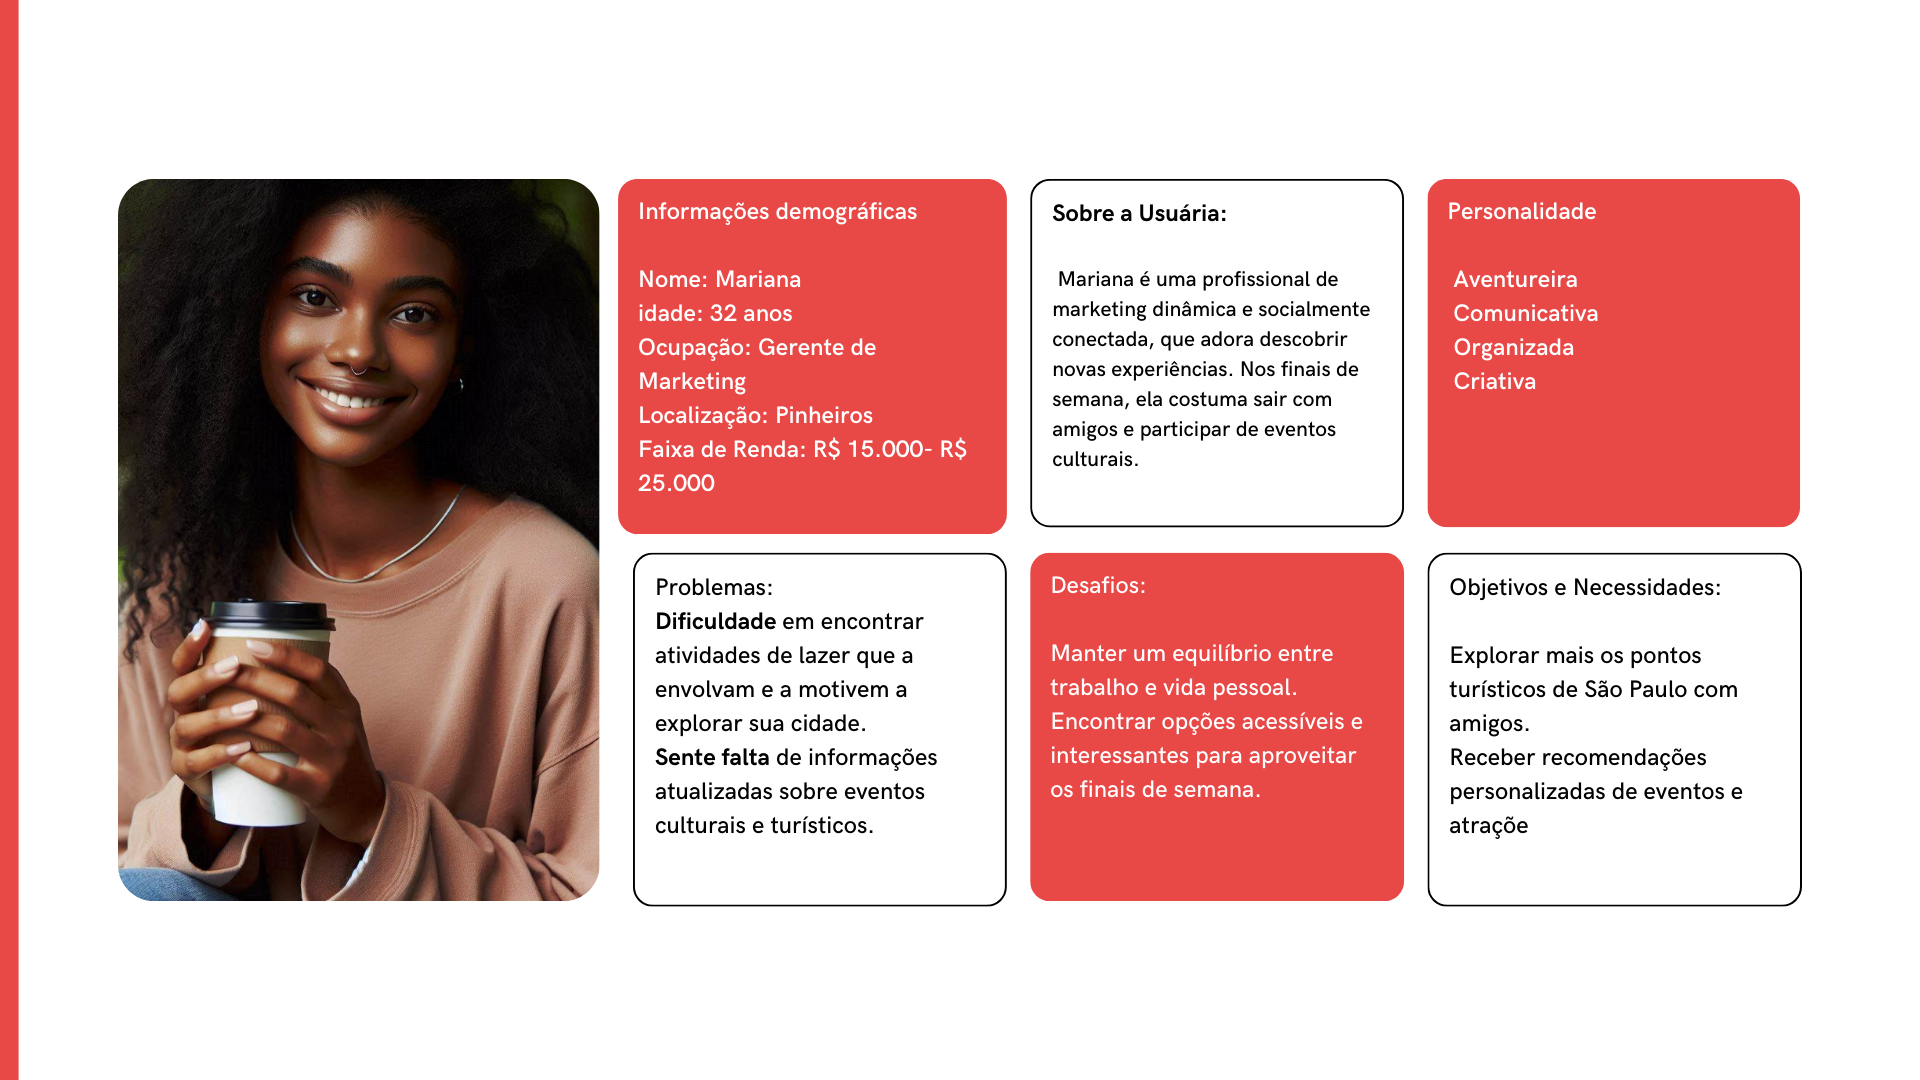 Informações demográficas
Nome: Mariana
idade: 32 anos
Ocupação: Gerente de
Marketing
Localização: Pinheiros
Faixa de Renda: R$ 15.000- R$
25.000
Sobre a Usuária:
Mariana é uma profissional de
marketing dinâmica e socialmente
conectada, que adora descobrir
novas experiências. Nos finais de
semana, ela costuma sair com
amigos e participar de eventos
culturais.
Personalidade
Aventureira
Comunicativa
Organizada
Criativa
Problemas:
Dificuldade em encontrar
atividades de lazer que a
envolvam e a motivem a
explorar sua cidade.
Sente falta de informações
atualizadas sobre eventos
culturais e turísticos.
Desafios:
Manter um equilíbrio entre
trabalho e vida pessoal.
Encontrar opções acessíveis e
interessantes para aproveitar
os finais de semana.
Objetivos e Necessidades:
Explorar mais os pontos
turísticos de São Paulo com
amigos.
Receber recomendações
personalizadas de eventos e
atraçõe